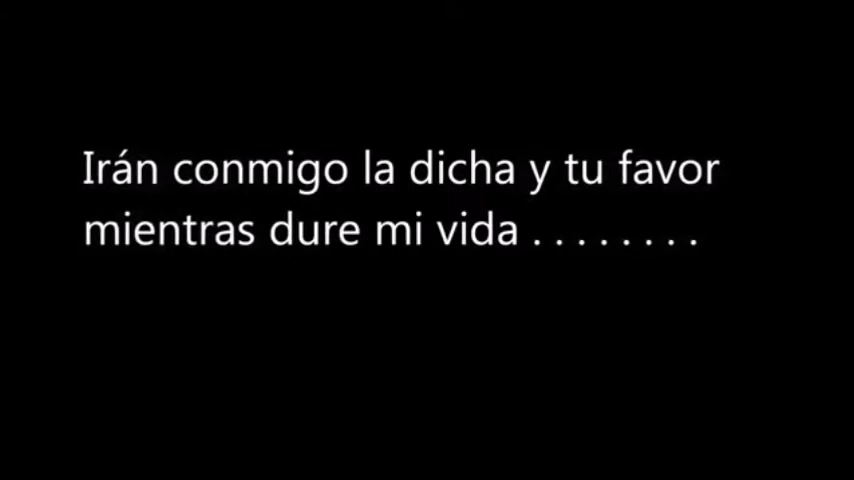 Irán conmigo la dicha y tu favor
mientras dure mi vida . . . . . . . .